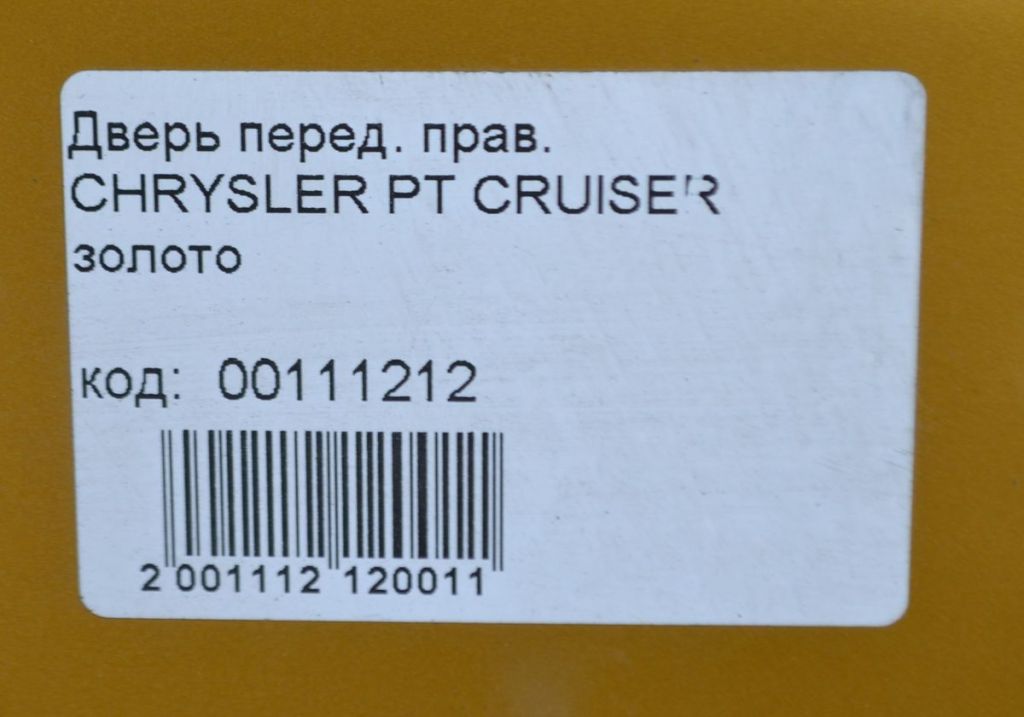 Дверь перед. прав.
CHRYSLER PT CRUISER
золото
код: 00111212
2 001112 120011